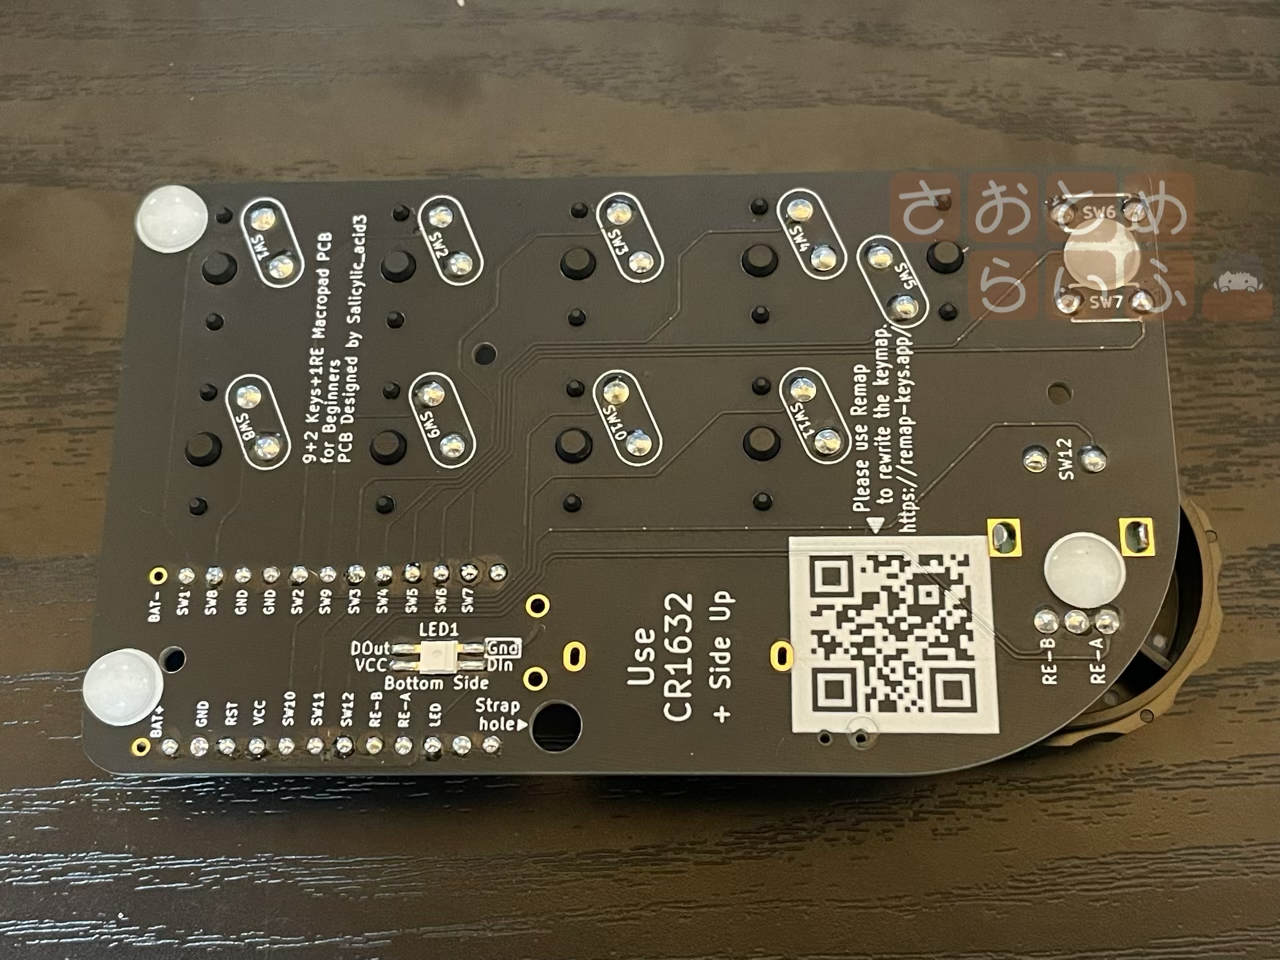 さおとめ
らいふ
SW1
SW2
SW3
SW4
SW5
SW6
SW7
SW8
SW9
SW10
SW11
SW12
9+2 Keys+1RE Macropad PCB
for Beginners
PCB Designed by Salicylic_acid3
Please use Remap
to rewrite the keymap.
https://remap-keys.app/
BAT-
SW1
SW8
GND
GND
SW2
SW9
SW3
SW4
SW5
SW6
SW7
LED1
DOut
Gnd
VCC
DIn
Bottom Side
BAT+
GND
RST
VCC
SW10
SW11
SW12
RE-B
RE-A
LED
Strap
hole
Use
CR1632
+ Side Up
RE-B
RE-A